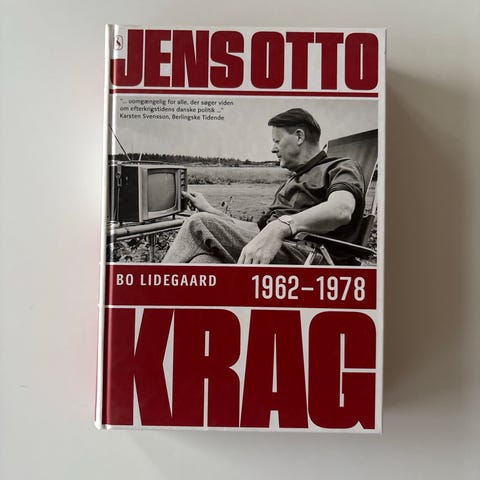 S
JENS OTTO
"... uomgængelig for alle, der søger viden
om efterkrigstidens danske politik ..."
Karsten Svensson, Berlingske Tidende
BO LIDEGAARD
1962–1978
KRAG